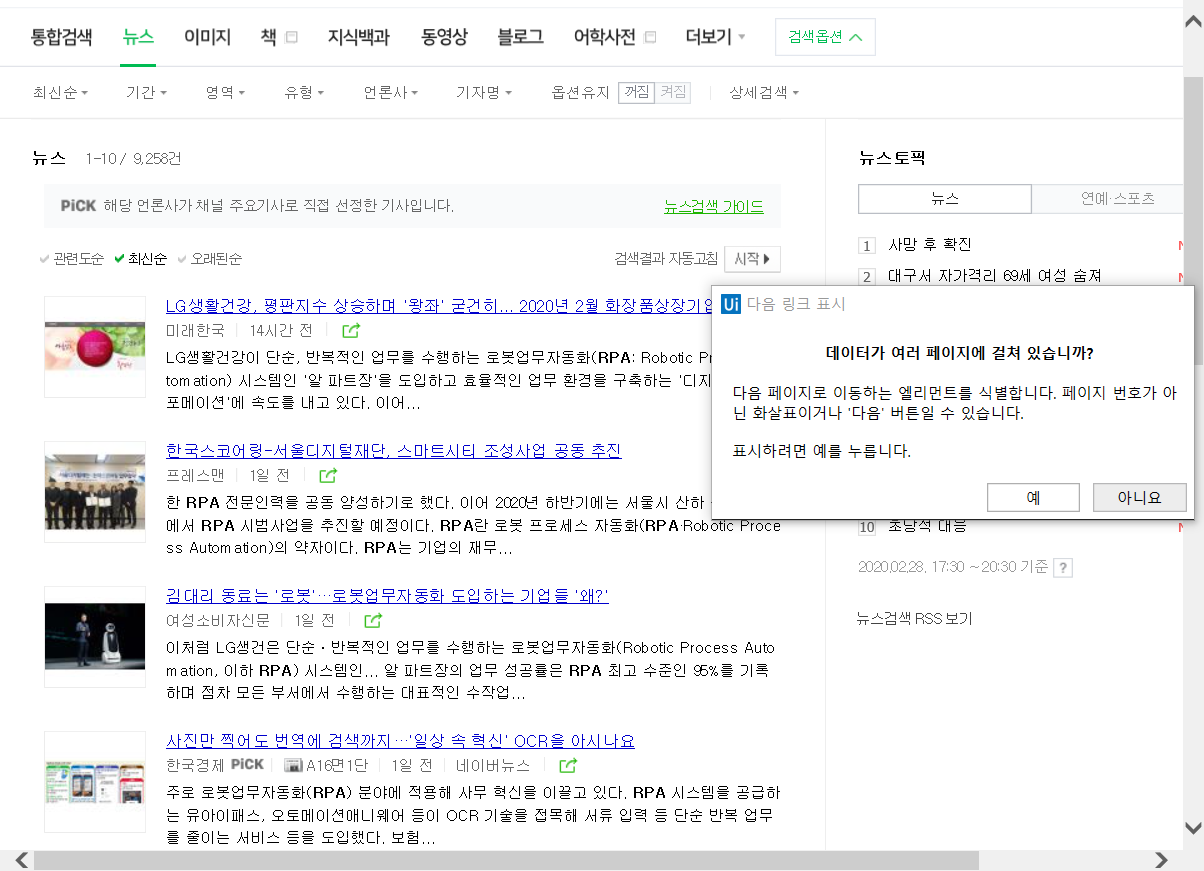 통합검색 뉴스 이미지 책 지식백과 동영상 블로그 어학사전 더보기 검색옵션
최신순 기간 영역 유형 언론사 기자명 옵션유지 꺼짐 켜짐 상세검색
뉴스 1-10 / 9,258건
PiCK 해당 언론사가 채널 주요기사로 직접 선정한 기사입니다. 뉴스검색 가이드
관련도순 최신순 오래된순 검색결과 자동고침 시작
LG생활건강, 평판지수 상승하며 '왕좌' 굳건히... 2020년 2월 화장품상장기업
미래한국 14시간 전
LG생활건강이 단순, 반복적인 업무를 수행하는 로봇업무자동화(RPA: Robotic Pr
tomation) 시스템인 '알 파트장'을 도입하고 효율적인 업무 환경을 구축하는 '디지
포메이션'에 속도를 내고 있다. 이어...
한국스코어링-서울디지털재단, 스마트시티 조성사업 공동 추진
프레스맨 1일 전
한 RPA 전문인력을 공동 양성하기로 했다. 이어 2020년 하반기에는 서울시 산하
에서 RPA 시범사업을 추진할 예정이다. RPA란 로봇 프로세스 자동화(RPA·Robotic Proce
ss Automation)의 약자이다. RPA는 기업의 재무...
김대리 동료는 '로봇'…로봇업무자동화 도입하는 기업들 '왜?'
여성소비자신문 1일 전
이처럼 LG생건은 단순·반복적인 업무를 수행하는 로봇업무자동화(Robotic Process Auto
mation, 이하 RPA) 시스템인... 알 파트장의 업무 성공률은 RPA 최고 수준인 95%를 기록
하며 점차 모든 부서에서 수행하는 대표적인 수작업...
사진만 찍어도 번역에 검색까지…'일상 속 혁신' OCR을 아시나요
한국경제 PiCK A16면1단 1일 전 네이버뉴스
주로 로봇업무자동화(RPA) 분야에 적용해 사무 혁신을 이끌고 있다. RPA 시스템을 공급하
는 유아이패스, 오토메이션애니웨어 등이 OCR 기술을 접목해 서류 입력 등 단순 반복 업무
를 줄이는 서비스 등을 도입했다. 보험...
뉴스토픽
뉴스 연예·스포츠
1 사망 후 확진 N
2 대구서 자가격리 69세 여성 숨져 N
Ui 다음 링크 표시
데이터가 여러 페이지에 걸쳐 있습니까?
다음 페이지로 이동하는 엘리먼트를 식별합니다. 페이지 번호가 아
닌 화살표이거나 '다음' 버튼일 수 있습니다.
표시하려면 예를 누릅니다.
예 아니요
10 초당적 대응 N
2020.02.28. 17:30 ~20:30 기준 ?
뉴스검색 RSS 보기